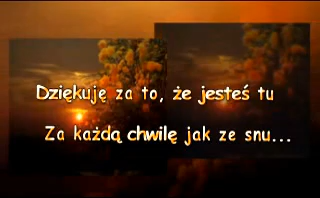 Dziękuję za to, że jesteś tu
Za każdą chwilę jak ze snu...